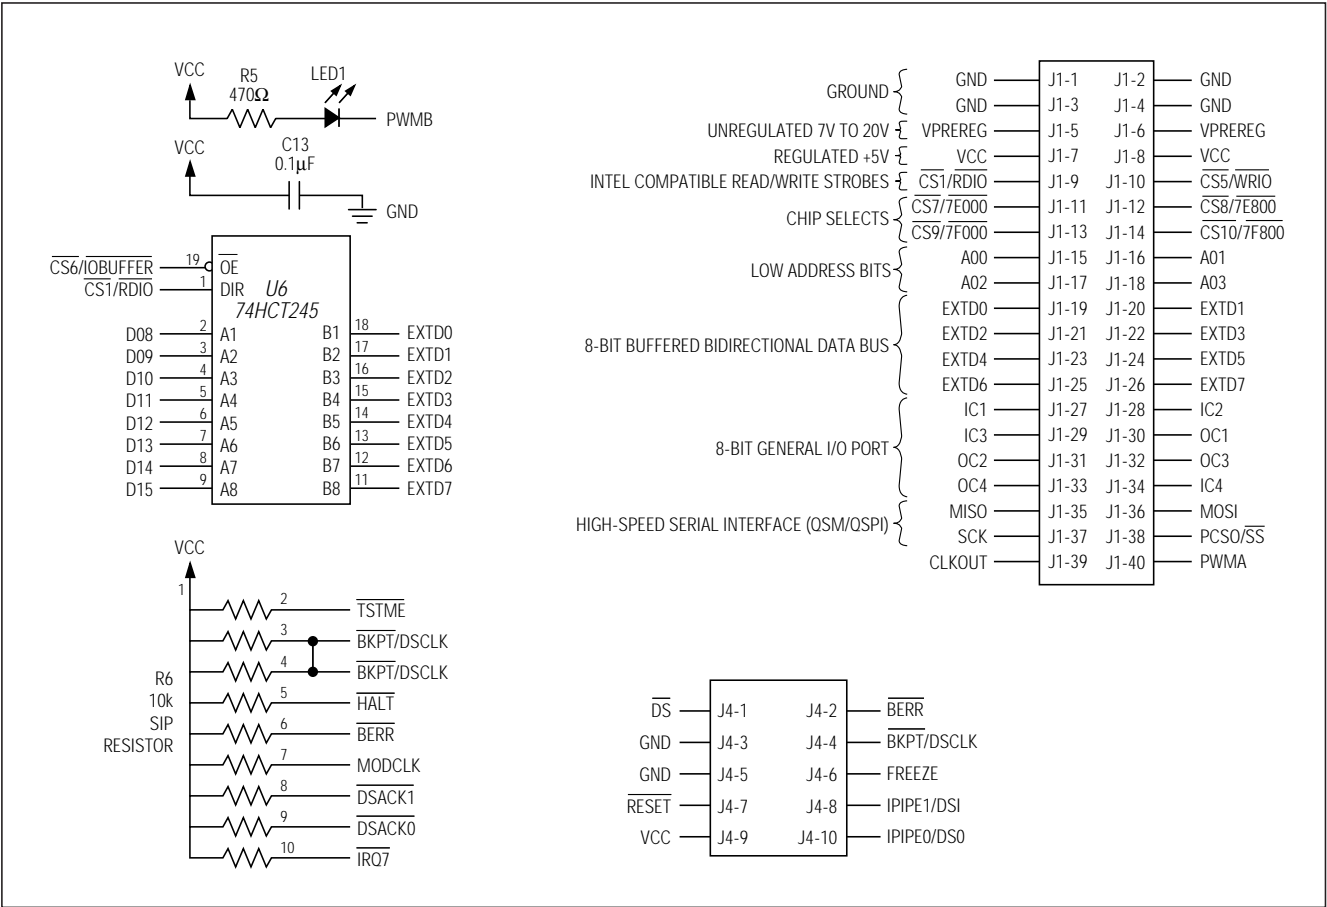 VCC
R5
470Ω
LED1
PWMB
VCC
C13
0.1μF
GND
CS6/IOBUFFER 19 OE
CS1/RDIO 1 DIR
U6
74HCT245
D08 2 A1 B1 18 EXTD0
D09 3 A2 B2 17 EXTD1
D10 4 A3 B3 16 EXTD2
D11 5 A4 B4 15 EXTD3
D12 6 A5 B5 14 EXTD4
D13 7 A6 B6 13 EXTD5
D14 8 A7 B7 12 EXTD6
D15 9 A8 B8 11 EXTD7
VCC
1
2 TSTME
3 BKPT/DSCLK
4 BKPT/DSCLK
5 HALT
6 BERR
7 MODCLK
8 DSACK1
9 DSACK0
10 IRQ7
R6
10k
SIP
RESISTOR
GROUND
GND J1-1 J1-2 GND
GND J1-3 J1-4 GND
UNREGULATED 7V TO 20V VPREREG J1-5 J1-6 VPREREG
REGULATED +5V VCC J1-7 J1-8 VCC
INTEL COMPATIBLE READ/WRITE STROBES CS1/RDIO J1-9 J1-10 CS5/WRIO
CHIP SELECTS
CS7/7E000 J1-11 J1-12 CS8/7E800
CS9/7F000 J1-13 J1-14 CS10/7F800
LOW ADDRESS BITS
A00 J1-15 J1-16 A01
A02 J1-17 J1-18 A03
8-BIT BUFFERED BIDIRECTIONAL DATA BUS
EXTD0 J1-19 J1-20 EXTD1
EXTD2 J1-21 J1-22 EXTD3
EXTD4 J1-23 J1-24 EXTD5
EXTD6 J1-25 J1-26 EXTD7
8-BIT GENERAL I/O PORT
IC1 J1-27 J1-28 IC2
IC3 J1-29 J1-30 OC1
OC2 J1-31 J1-32 OC3
OC4 J1-33 J1-34 IC4
HIGH-SPEED SERIAL INTERFACE (QSM/QSPI)
MISO J1-35 J1-36 MOSI
SCK J1-37 J1-38 PCSO/SS
CLKOUT J1-39 J1-40 PWMA
DS J4-1 J4-2 BERR
GND J4-3 J4-4 BKPT/DSCLK
GND J4-5 J4-6 FREEZE
RESET J4-7 J4-8 IPIPE1/DSI
VCC J4-9 J4-10 IPIPE0/DS0